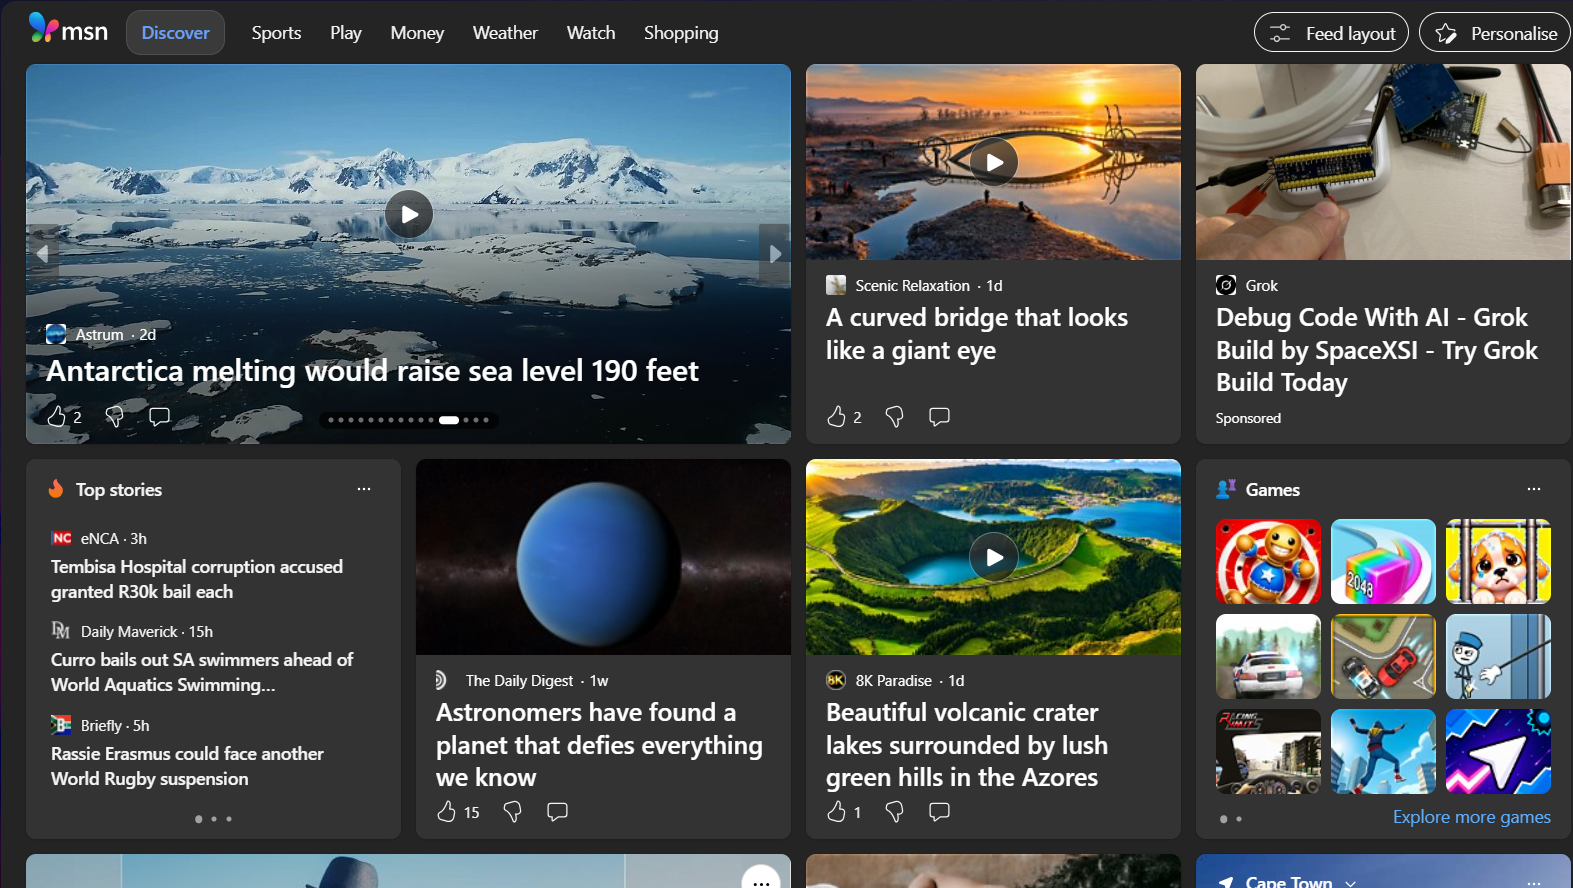 msn
Discover
Sports
Play
Money
Weather
Watch
Shopping
Feed layout
Personalise
Astrum · 2d
Antarctica melting would raise sea level 190 feet
2
Scenic Relaxation · 1d
A curved bridge that looks
like a giant eye
2
Grok
Debug Code With AI - Grok
Build by SpaceXSI - Try Grok
Build Today
Sponsored
Top stories
NC eNCA · 3h
Tembisa Hospital corruption accused
granted R30k bail each
DM Daily Maverick · 15h
Curro bails out SA swimmers ahead of
World Aquatics Swimming...
B Briefly · 5h
Rassie Erasmus could face another
World Rugby suspension
The Daily Digest · 1w
Astronomers have found a
planet that defies everything
we know
15
8K 8K Paradise · 1d
Beautiful volcanic crater
lakes surrounded by lush
green hills in the Azores
1
Games
2048
RACING
LIMITS
Explore more games
Cape Town